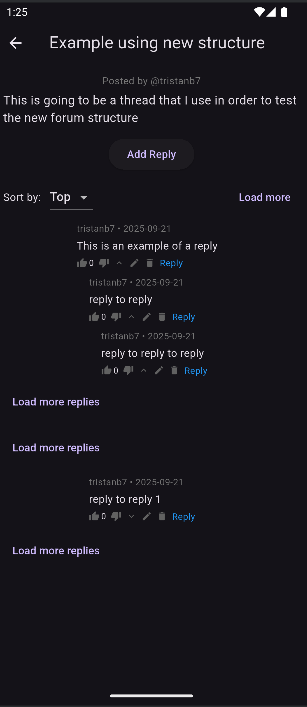 1:25
Example using new structure
Posted by @tristanb7
This is going to be a thread that I use in order to test
the new forum structure
Add Reply
Sort by: Top Load more
tristanb7 • 2025-09-21
This is an example of a reply
0 Reply
tristanb7 • 2025-09-21
reply to reply
0 Reply
tristanb7 • 2025-09-21
reply to reply to reply
0 Reply
Load more replies
Load more replies
tristanb7 • 2025-09-21
reply to reply 1
0 Reply
Load more replies